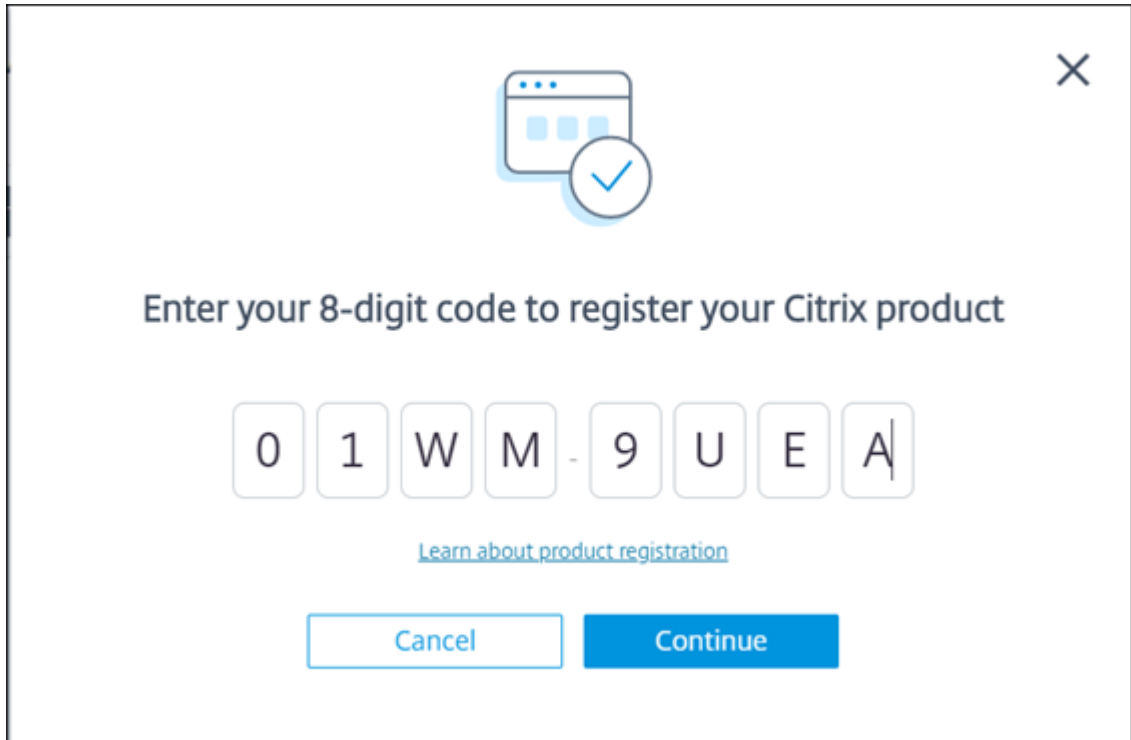 Enter your 8-digit code to register your Citrix product
0 1 W M - 9 U E A
Learn about product registration
Cancel Continue